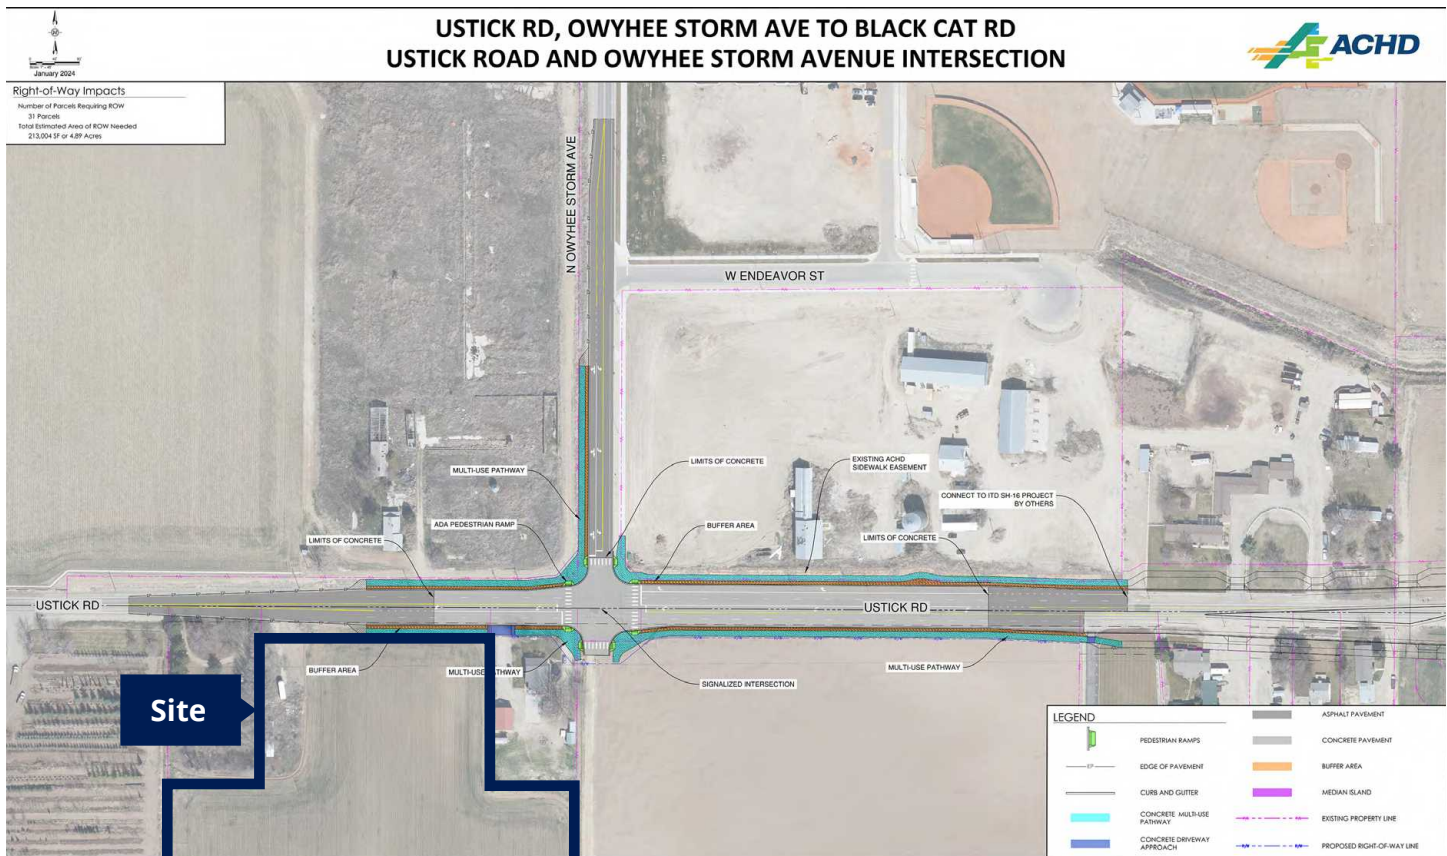 USTICK RD, OWYHEE STORM AVE TO BLACK CAT RD
USTICK ROAD AND OWYHEE STORM AVENUE INTERSECTION
ACHD
January 2024
Right-of-Way Impacts
Number of Parcels Requiring ROW
31 Parcels
Total Estimated Area of ROW Needed
213,004 SF or 4.89 Acres
N OWYHEE STORM AVE
W ENDEAVOR ST
MULTI-USE PATHWAY
LIMITS OF CONCRETE
EXISTING ACHD
SIDEWALK EASEMENT
CONNECT TO ITD SH-16 PROJECT
BY OTHERS
ADA PEDESTRIAN RAMP
BUFFER AREA
LIMITS OF CONCRETE
LIMITS OF CONCRETE
USTICK RD
USTICK RD
BUFFER AREA
MULTI-USE THWAY
SIGNALIZED INTERSECTION
MULTI-USE PATHWAY
Site
LEGEND
PEDESTRIAN RAMPS
EP
EDGE OF PAVEMENT
CURB AND GUTTER
CONCRETE MULTI-USE
PATHWAY
CONCRETE DRIVEWAY
APPROACH
ASPHALT PAVEMENT
CONCRETE PAVEMENT
BUFFER AREA
MEDIAN ISLAND
EXISTING PROPERTY LINE
PROPOSED RIGHT-OF-WAY LINE